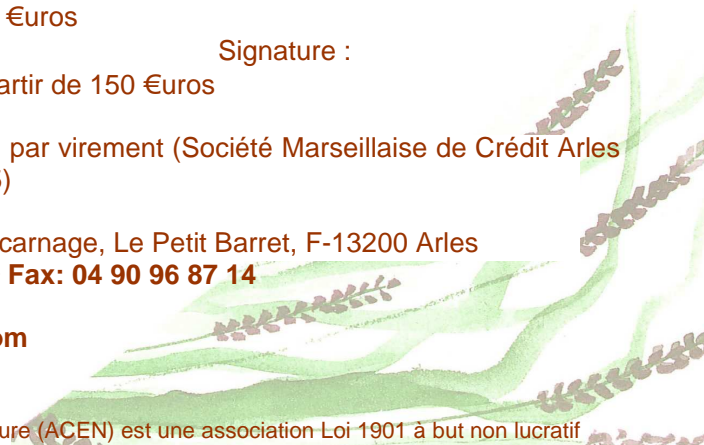 €uros
Signature :
artir de 150 €uros
par virement (Société Marseillaise de Crédit Arles
)
carnage, Le Petit Barret, F-13200 Arles
Fax: 04 90 96 87 14
om
ure (ACEN) est une association Loi 1901 à but non lucratif